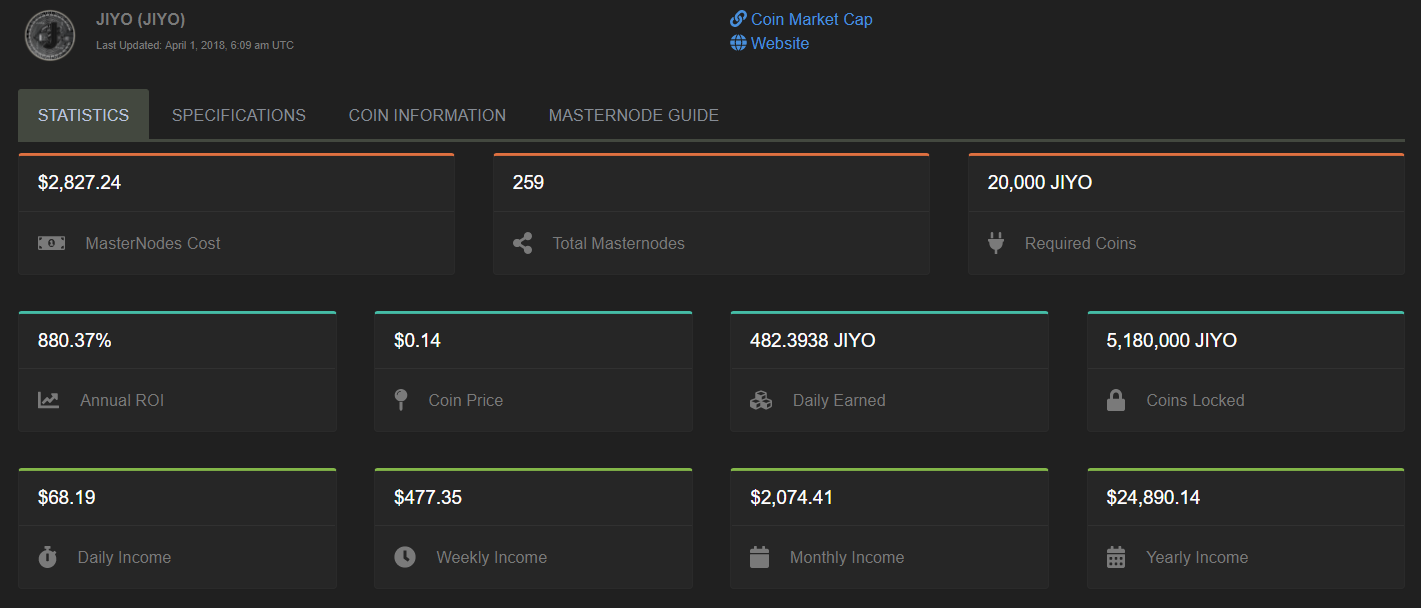 JIYO (JIYO)
Last Updated: April 1, 2018, 6:09 am UTC
Coin Market Cap
Website
STATISTICS SPECIFICATIONS COIN INFORMATION MASTERNODE GUIDE
$2,827.24
MasterNodes Cost
259
Total Masternodes
20,000 JIYO
Required Coins
880.37%
Annual ROI
$0.14
Coin Price
482.3938 JIYO
Daily Earned
5,180,000 JIYO
Coins Locked
$68.19
Daily Income
$477.35
Weekly Income
$2,074.41
Monthly Income
$24,890.14
Yearly Income